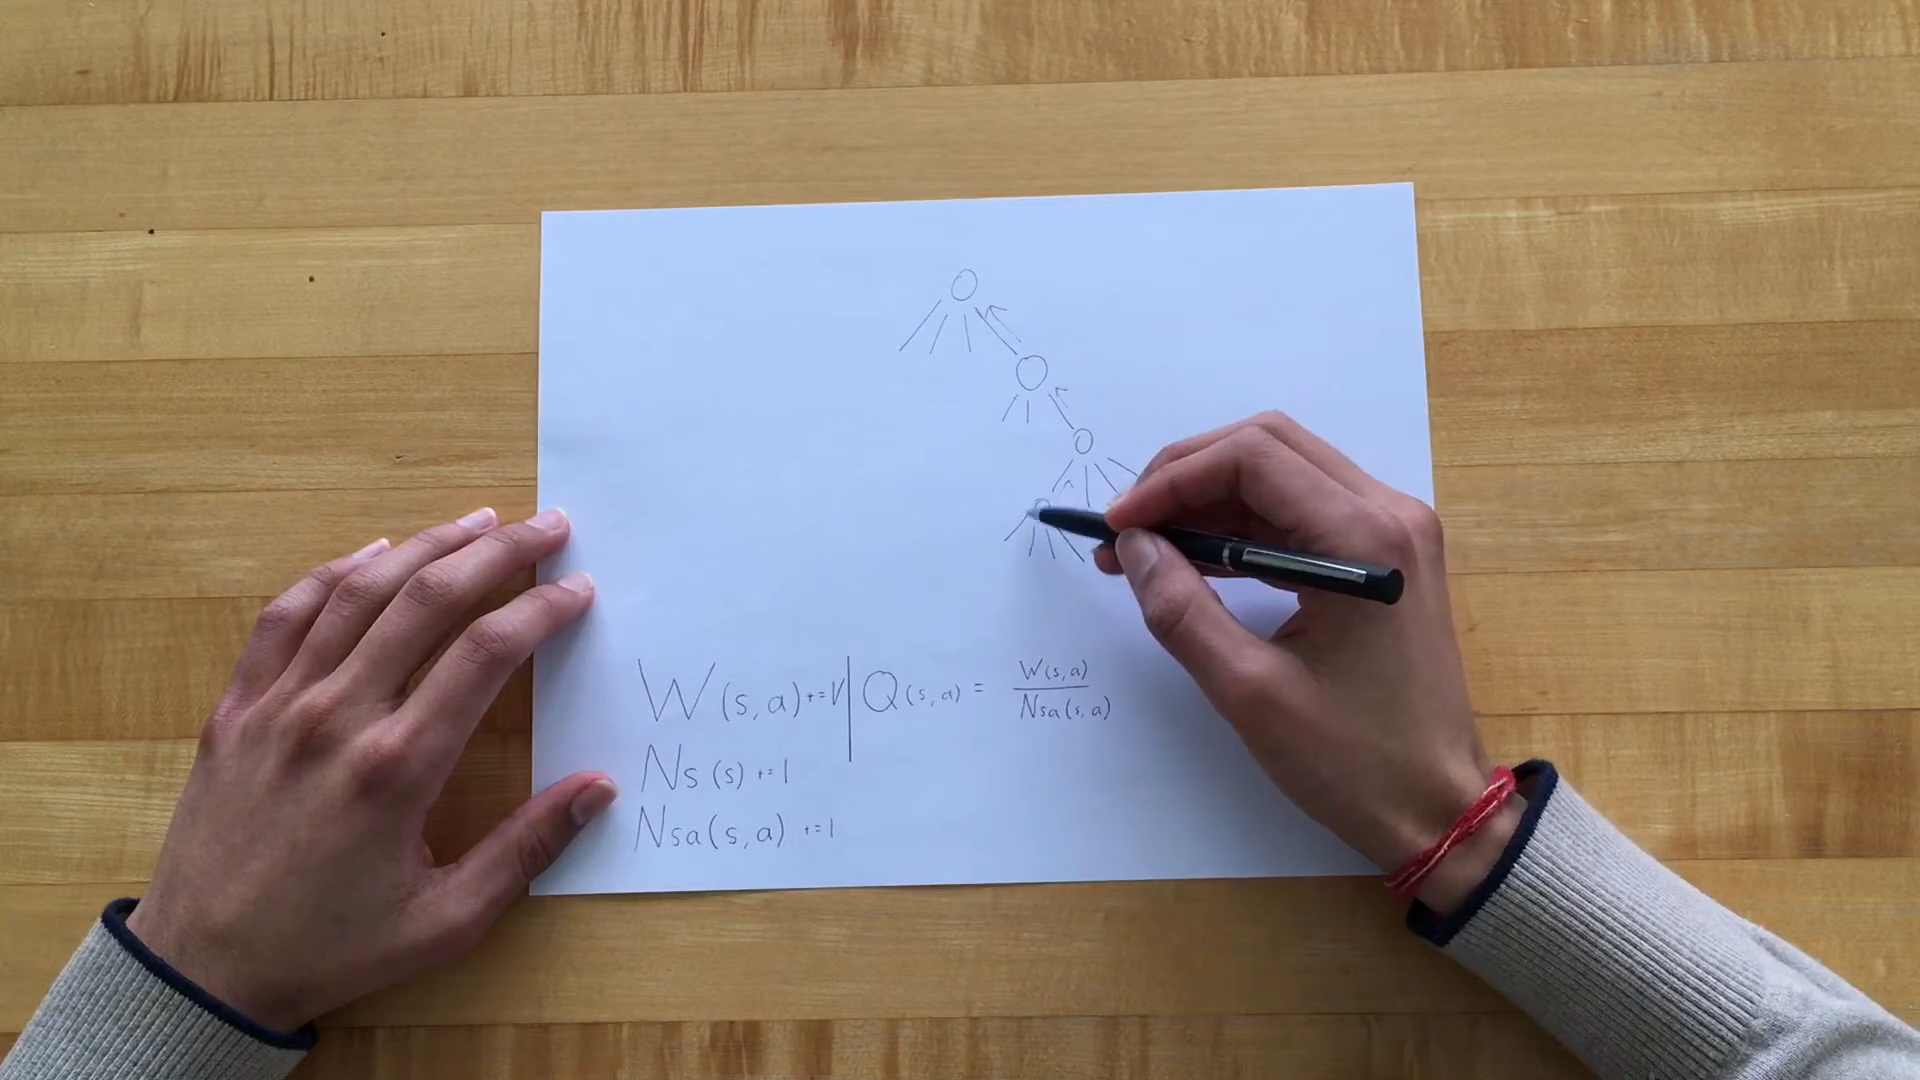 W(s,a)+=V | Q(s,a) = W(s,a)
Nsa(s,a)
Ns(s) +=1
Nsa(s,a) +=1